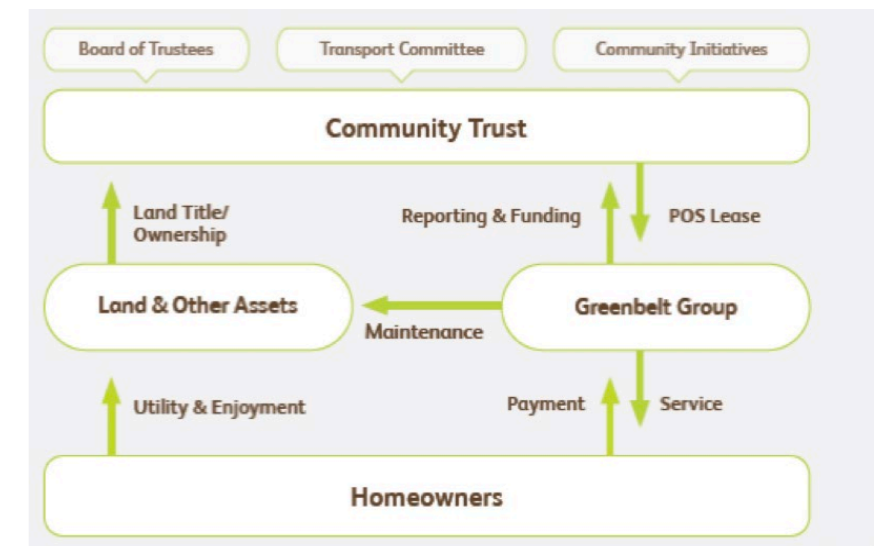 Board of Trustees
Transport Committee
Community Initiatives
Community Trust
Land Title/
Ownership
Reporting & Funding
POS Lease
Land & Other Assets
Greenbelt Group
Maintenance
Utility & Enjoyment
Payment
Service
Homeowners